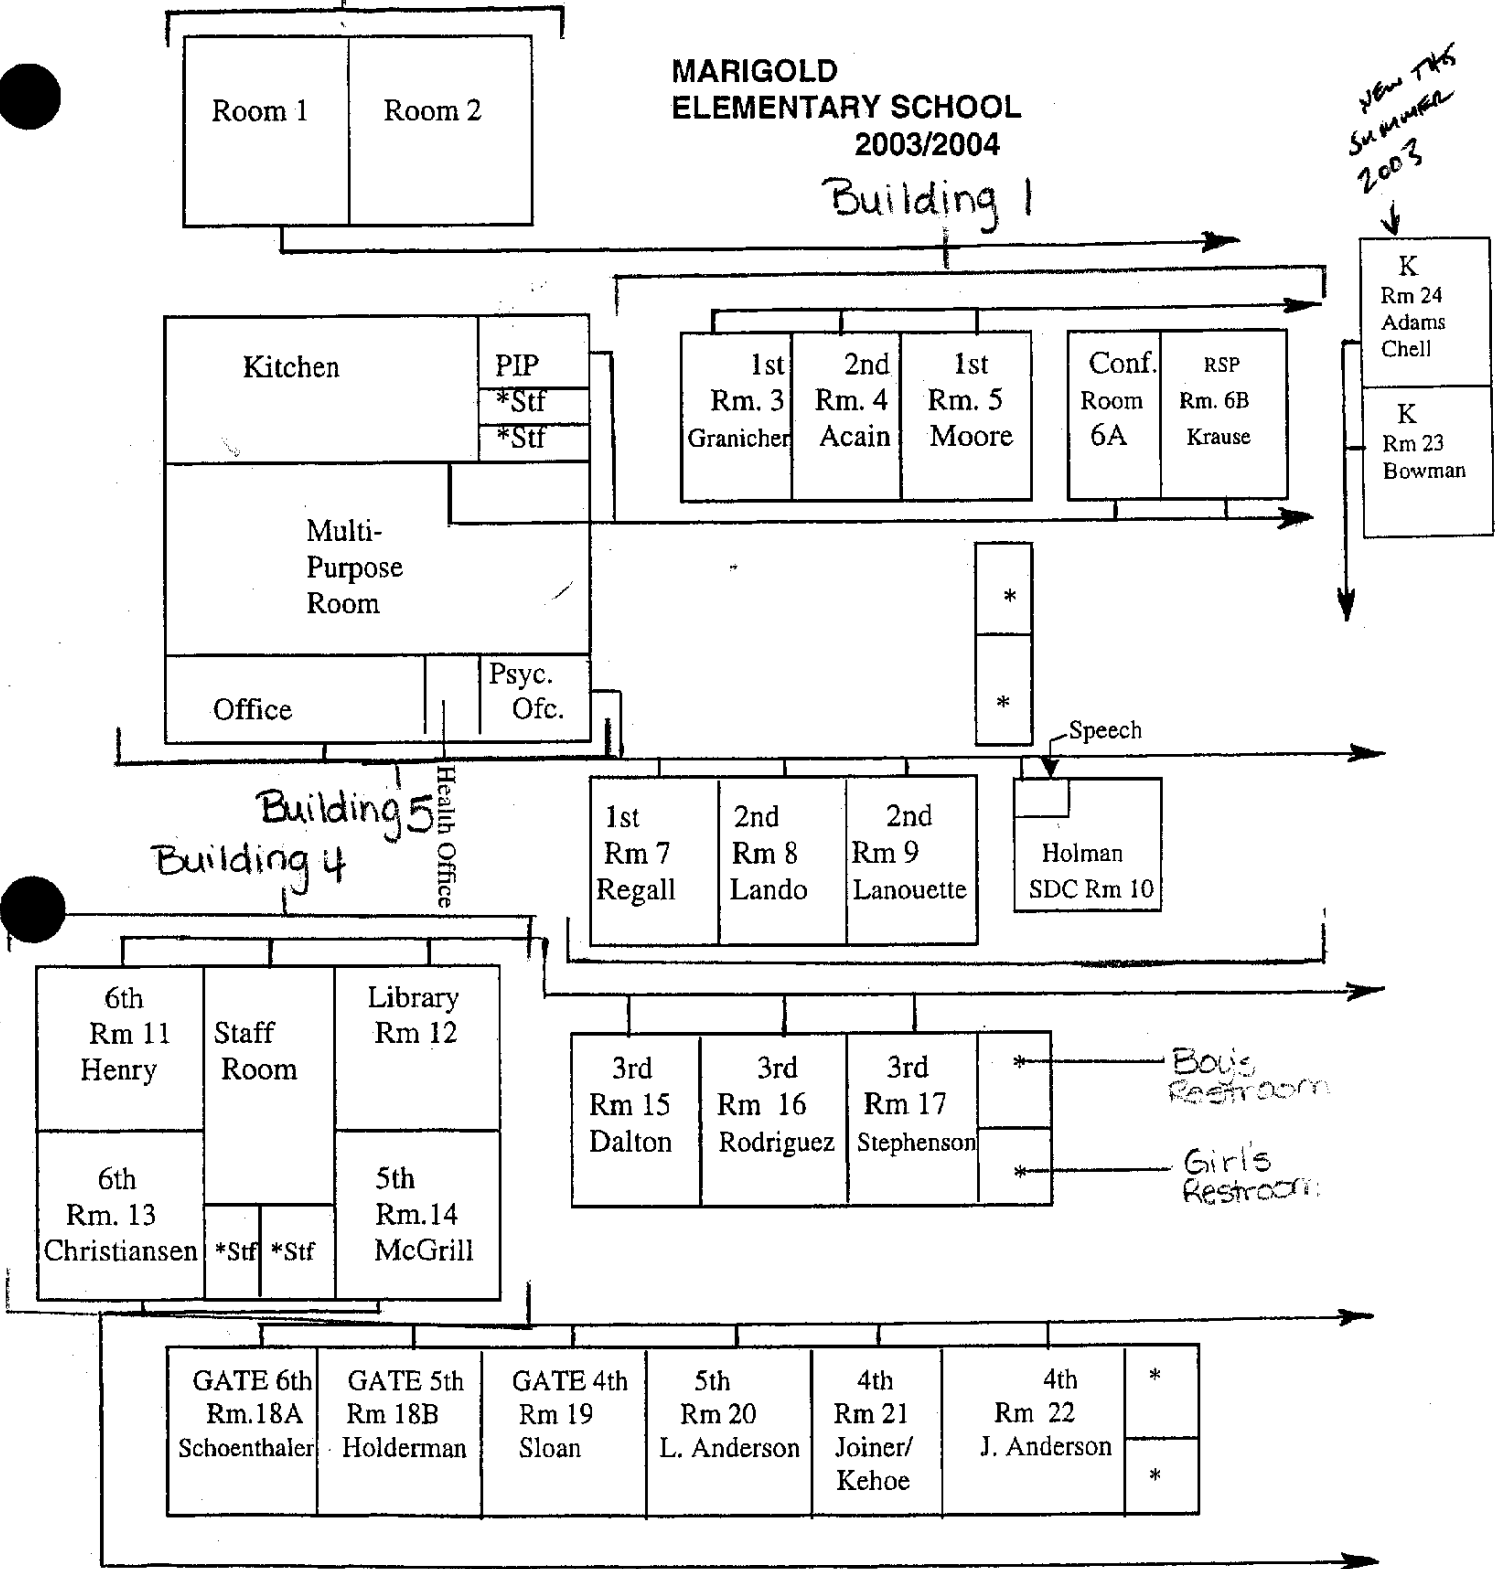 MARIGOLD
ELEMENTARY SCHOOL
2003/2004
Building 1
NEW THIS
SUMMER
2003
Room 1
Room 2
K
Rm 24
Adams
Chell
K
Rm 23
Bowman
Kitchen
PIP
*Stf
*Stf
1st
Rm. 3
Granicher
2nd
Rm. 4
Acain
1st
Rm. 5
Moore
Conf.
Room
6A
RSP
Rm. 6B
Krause
Multi-
Purpose
Room
*
*
Office
Psyc.
Ofc.
Health Office
Speech
Building 5
Building 4
1st
Rm 7
Regall
2nd
Rm 8
Lando
2nd
Rm 9
Lanouette
Holman
SDC Rm 10
6th
Rm 11
Henry
Staff
Room
Library
Rm 12
6th
Rm. 13
Christiansen
*Stf
*Stf
5th
Rm.14
McGrill
3rd
Rm 15
Dalton
3rd
Rm 16
Rodriguez
3rd
Rm 17
Stephenson
*
Boy's
Restroom
*
Girl's
Restroom
GATE 6th
Rm.18A
Schoenthaler
GATE 5th
Rm 18B
Holderman
GATE 4th
Rm 19
Sloan
5th
Rm 20
L. Anderson
4th
Rm 21
Joiner/
Kehoe
4th
Rm 22
J. Anderson
*
*